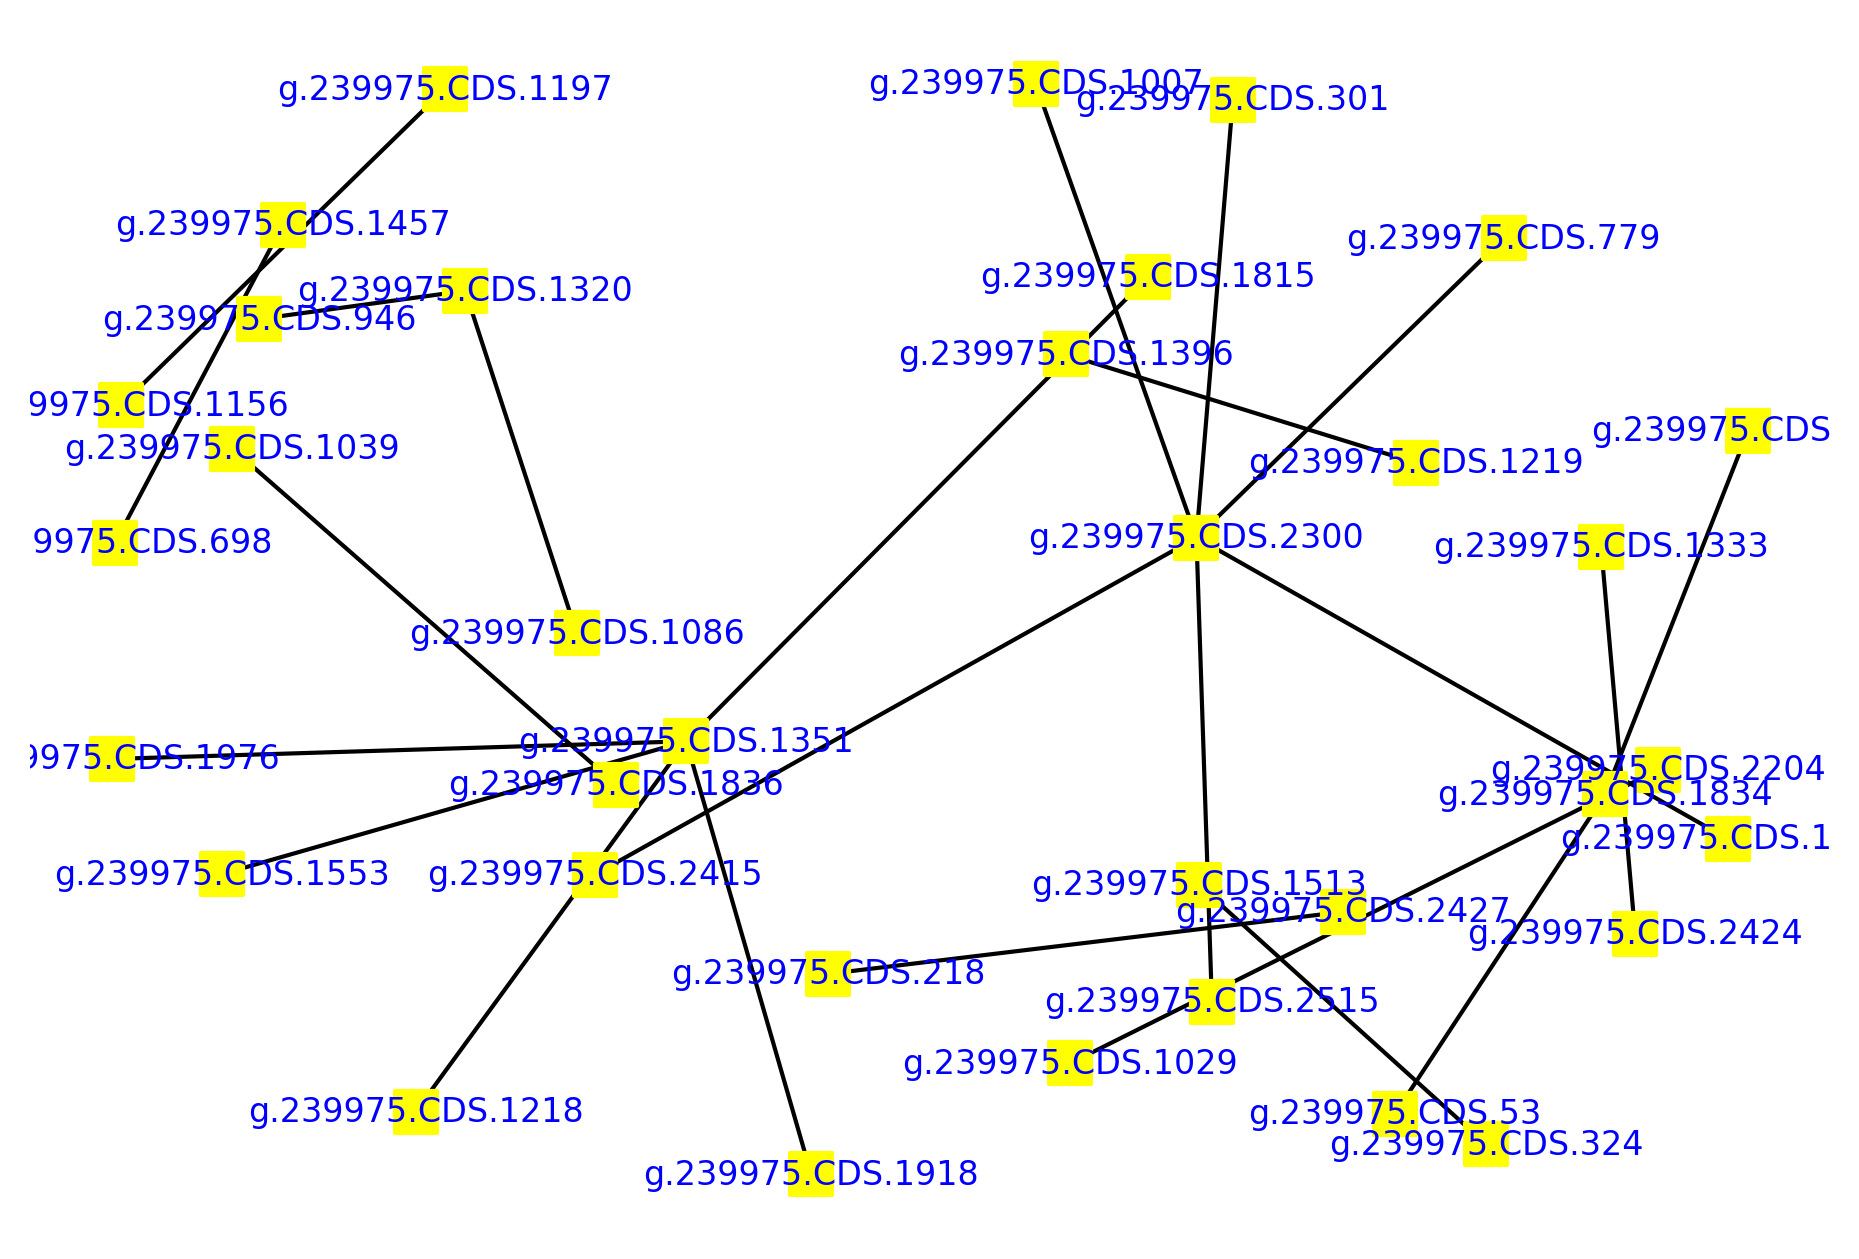 g.239975.CDS.1197
g.239975.CDS.1007
g.239975.CDS.301
g.239975.CDS.1457
g.239975.CDS.779
g.239975.CDS.1815
g.239975.CDS.1320
g.239975.CDS.946
g.239975.CDS.1396
9975.CDS.1156
g.239975.CDS
g.239975.CDS.1039
g.239975.CDS.1219
9975.CDS.698
g.239975.CDS.2300
g.239975.CDS.1333
g.239975.CDS.1086
g.239975.CDS.1351
9975.CDS.1976
g.239975.CDS.2204
g.239975.CDS.1836
g.239975.CDS.1834
g.239975.CDS.1
g.239975.CDS.1553
g.239975.CDS.2415
g.239975.CDS.1513
g.239975.CDS.2427
g.239975.CDS.2424
g.239975.CDS.218
g.239975.CDS.2515
g.239975.CDS.1029
g.239975.CDS.1218
g.239975.CDS.53
g.239975.CDS.324
g.239975.CDS.1918